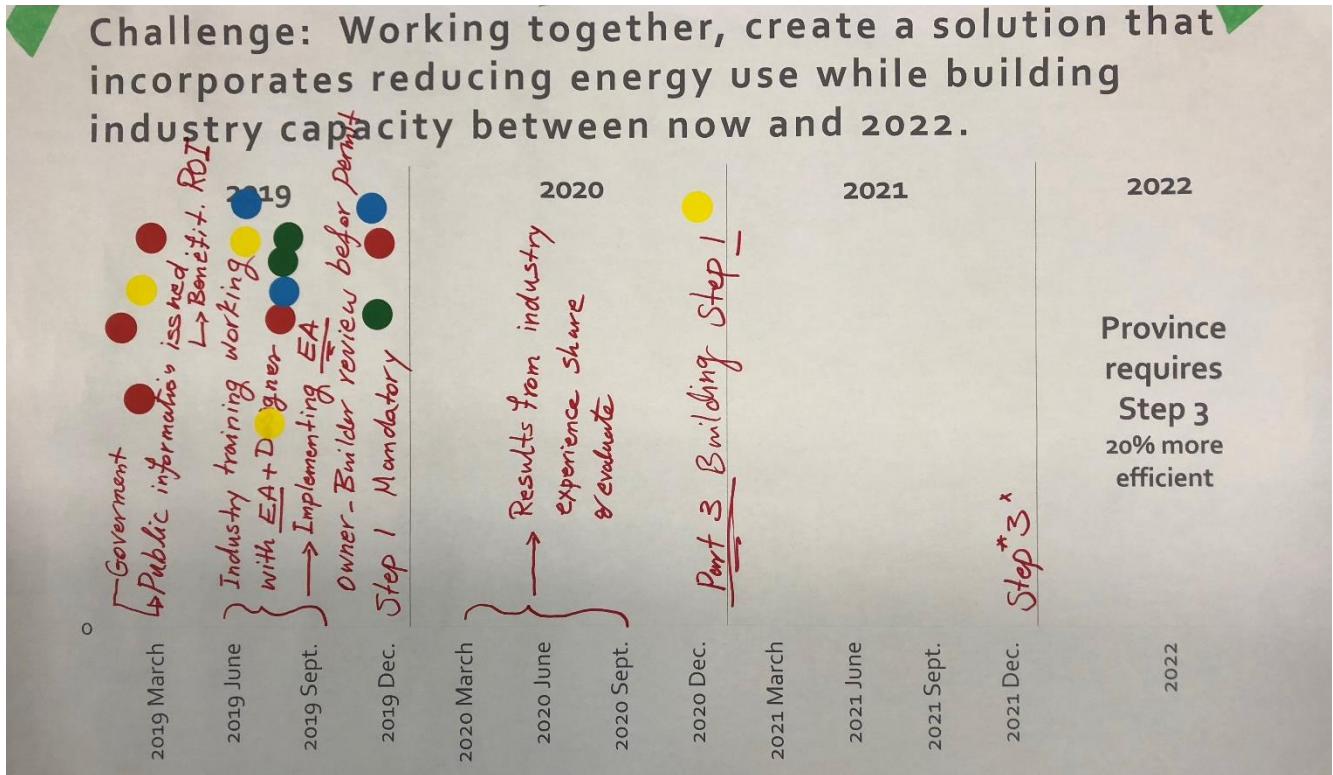 Challenge: Working together, create a solution that
incorporates reducing energy use while building
industry capacity between now and 2022.
2019
2020
2021
2022
Goverment
↳Public information isshed
↳Benefit. ROI
Industry training working
with EA + Designer
→ Implementing EA
Owner-Builder review befor permit
Step 1 Mandatory
→ Results from industry
experience share
& evaluate
Part 3 Building Step 1
Step *3*
Province
requires
Step 3
20% more
efficient
0
2019 March
2019 June
2019 Sept.
2019 Dec.
2020 March
2020 June
2020 Sept.
2020 Dec.
2021 March
2021 June
2021 Sept.
2021 Dec.
2022